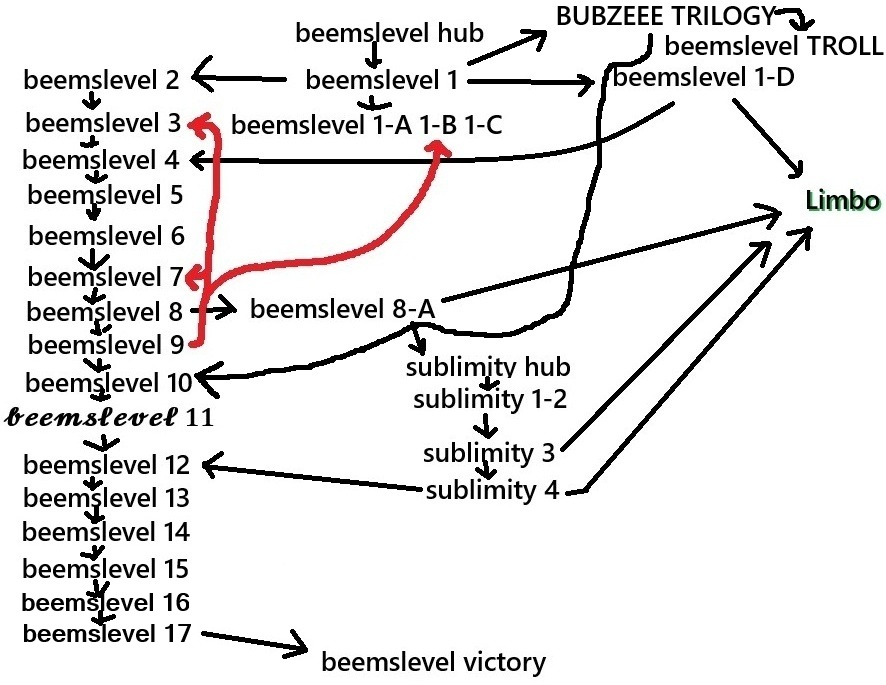 BUBZEEE TRILOGY
beemslevel hub
beemslevel TROLL
beemslevel 2
beemslevel 1
beemslevel 1-D
beemslevel 3
beemslevel 1-A 1-B 1-C
beemslevel 4
beemslevel 5
Limbo
beemslevel 6
beemslevel 7
beemslevel 8
beemslevel 8-A
beemslevel 9
sublimity hub
beemslevel 10
sublimity 1-2
𝓫𝓮𝓮𝓶𝓼𝓵𝓮𝓿𝓮𝓵 11
sublimity 3
beemslevel 12
sublimity 4
beemslevel 13
beemslevel 14
beemslevel 15
beemslevel 16
beemslevel 17
beemslevel victory